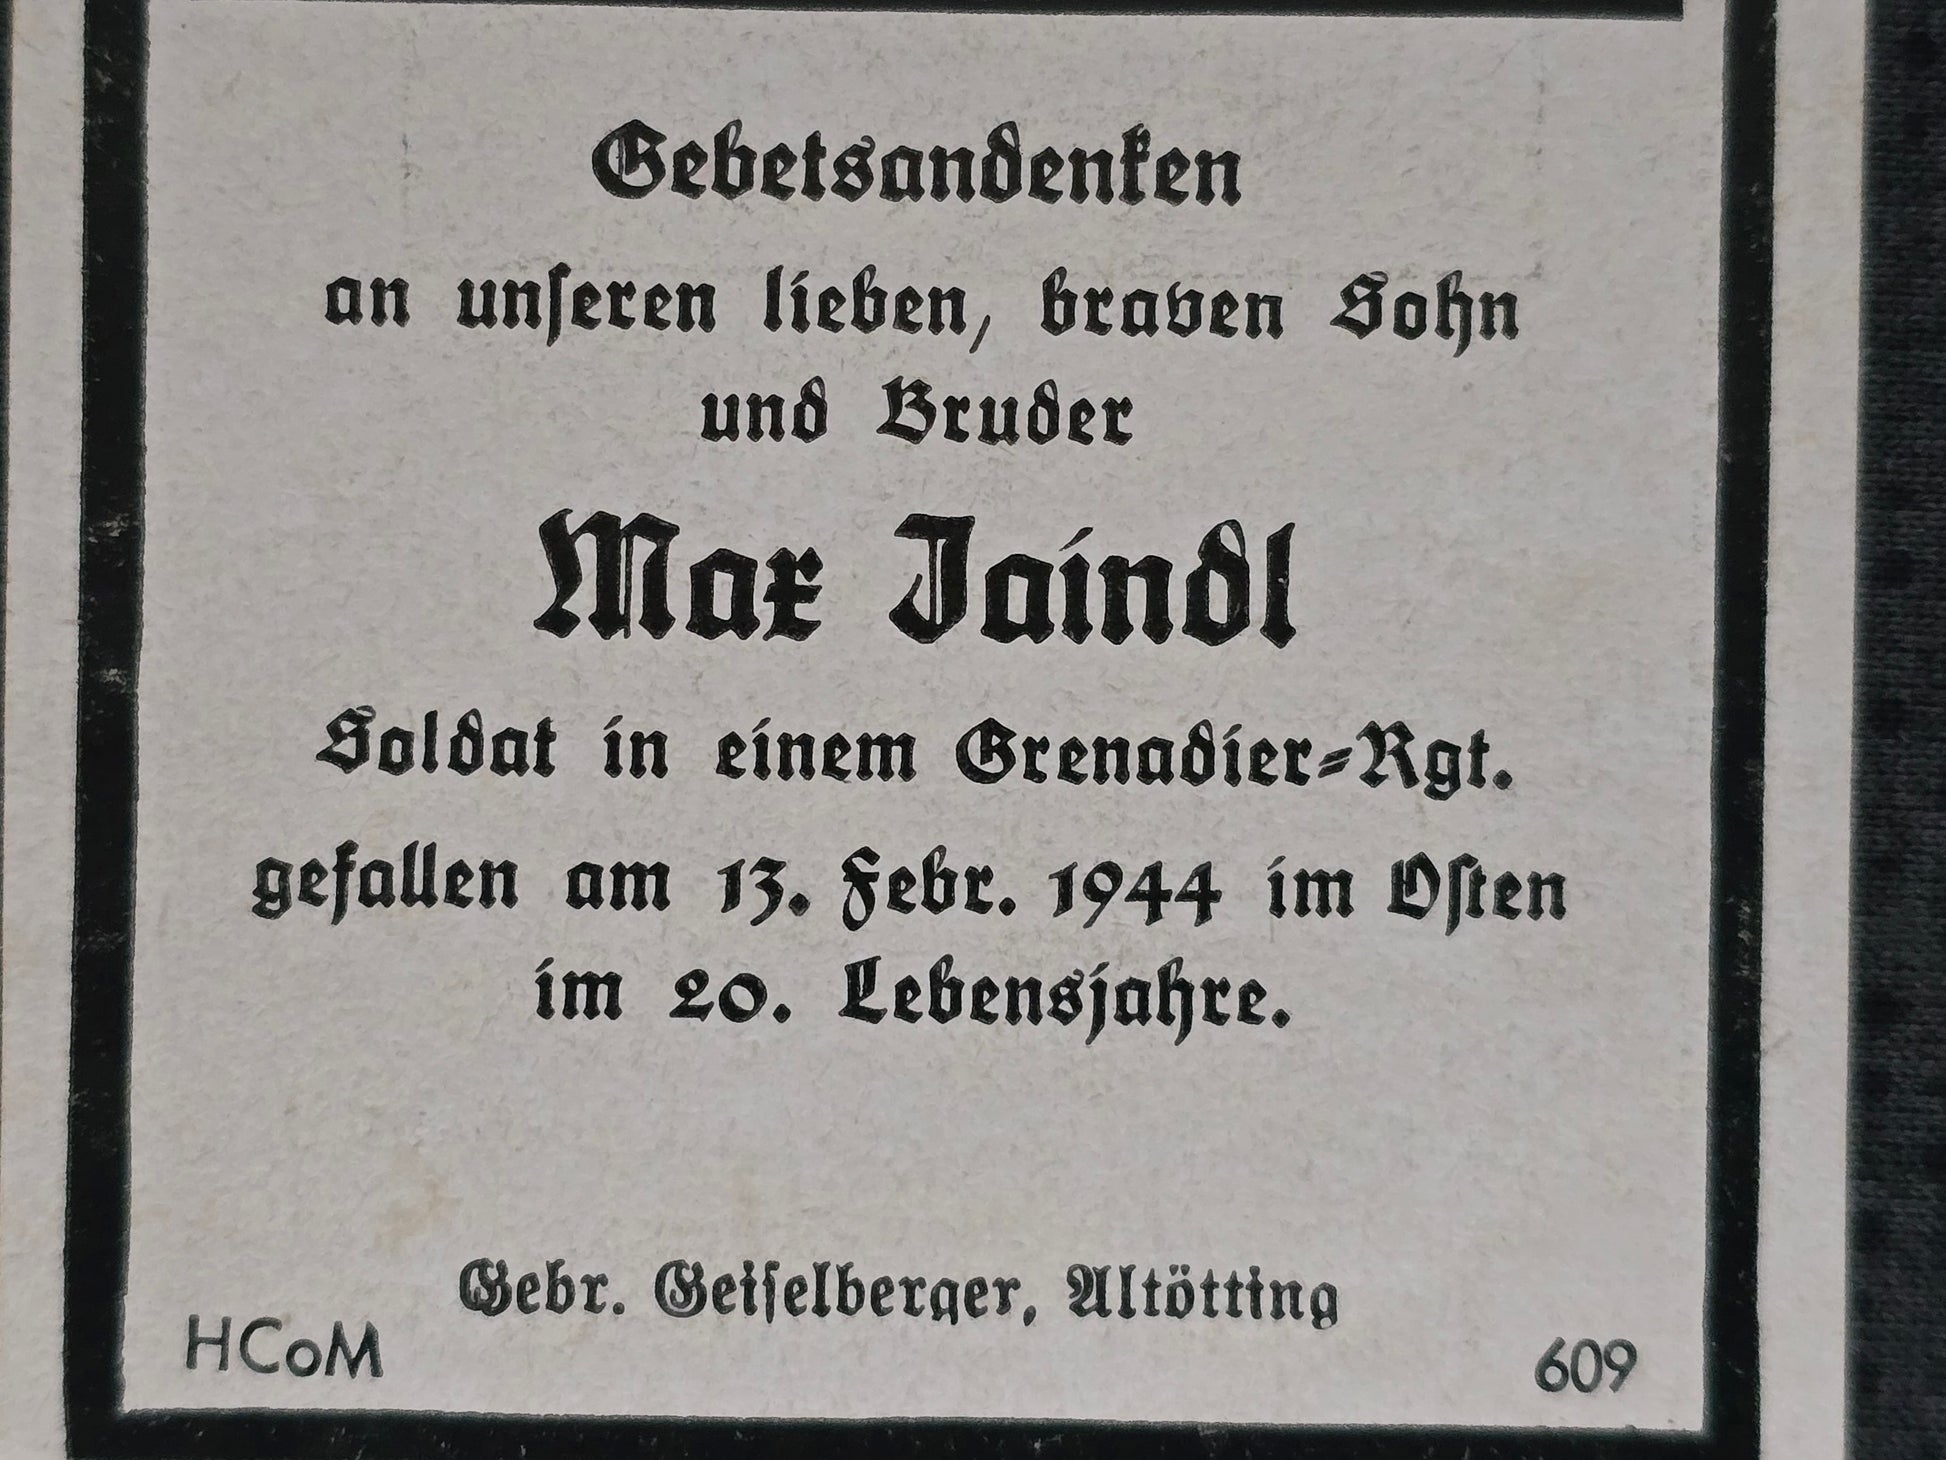 Gebetsandenken
an unseren lieben, braven Sohn
und Bruder
Max Jaindl
Soldat in einem Grenadier-Rgt.
gefallen am 13. Febr. 1944 im Osten
im 20. Lebensjahre.
Gebr. Geiselberger, Altötting
HCoM 609